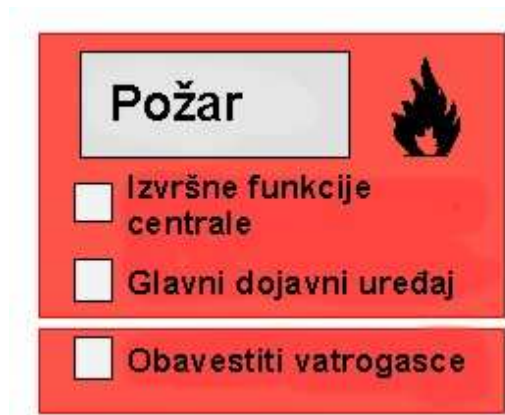 Požar
Izvršne funkcije
centrale
Glavni dojavni uređaj
Obavestiti vatrogasce